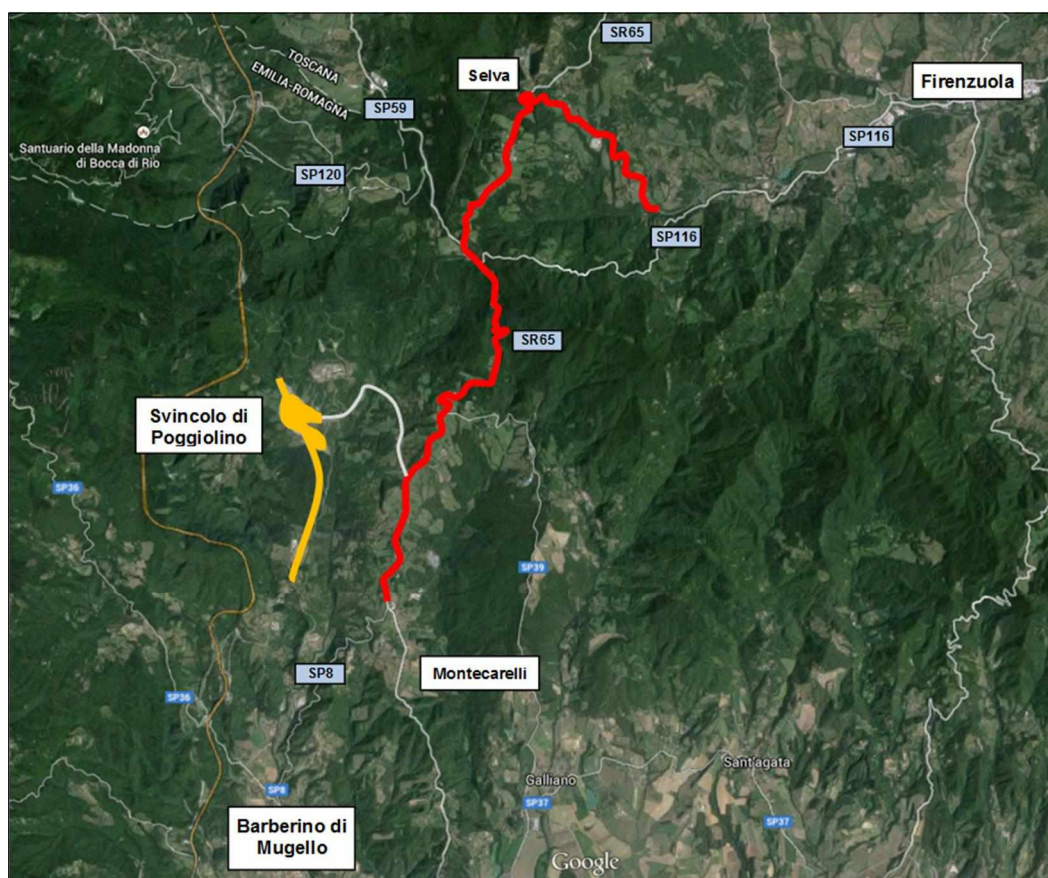 SR65
Selva
TOSCANA
EMILIA-ROMAGNA
Firenzuola
SP59
SP116
Santuario della Madonna
di Bocca di Rio
SP120
SP116
SR65
Svincolo di
Poggiolino
SP36
SP39
SP8
Montecarelli
SP36
Sant'agata
Galliano
SP8
SP37
SP37
Barberino di
Mugello
Google